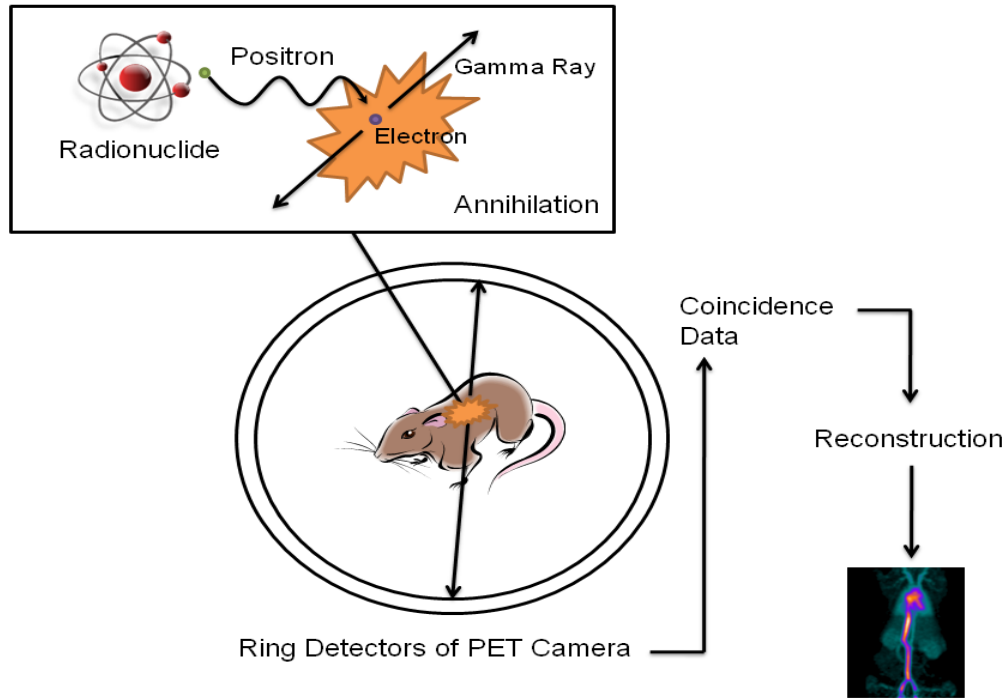 Positron
Gamma Ray
Electron
Radionuclide
Annihilation
Coincidence
Data
Reconstruction
Ring Detectors of PET Camera